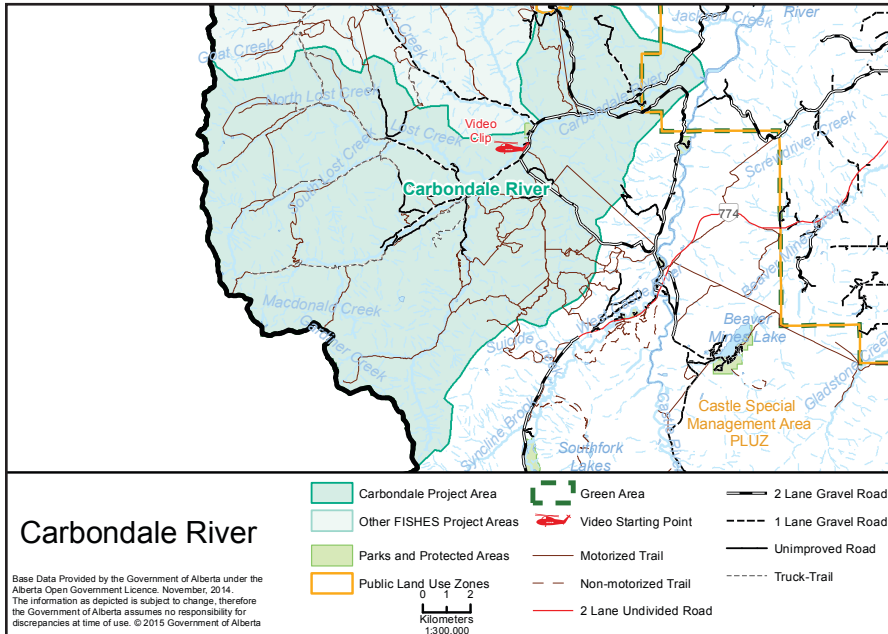 Jackson Creek
River
Goat Creek
North Lost Creek
Carbondale River
Video
Clip
Lost Creek
Screwdriver Creek
South Lost Creek
Carbondale River
774
Macdonald Creek
Gardiner Creek
Beaver Mines Creek
Beaver
Mines Lake
Suicide
Gladstone Creek
Syncline Brook
Castle Special
Management Area
PLUZ
Southfork
Lakes
Carbondale River
Base Data Provided by the Government of Alberta under the
Alberta Open Government Licence. November, 2014.
The information as depicted is subject to change, therefore
the Government of Alberta assumes no responsibility for
discrepancies at time of use. © 2015 Government of Alberta
Carbondale Project Area
Other FISHES Project Areas
Parks and Protected Areas
Public Land Use Zones
Green Area
Video Starting Point
Motorized Trail
Non-motorized Trail
2 Lane Undivided Road
2 Lane Gravel Road
1 Lane Gravel Road
Unimproved Road
Truck-Trail
0 1 2
Kilometers
1:300,000